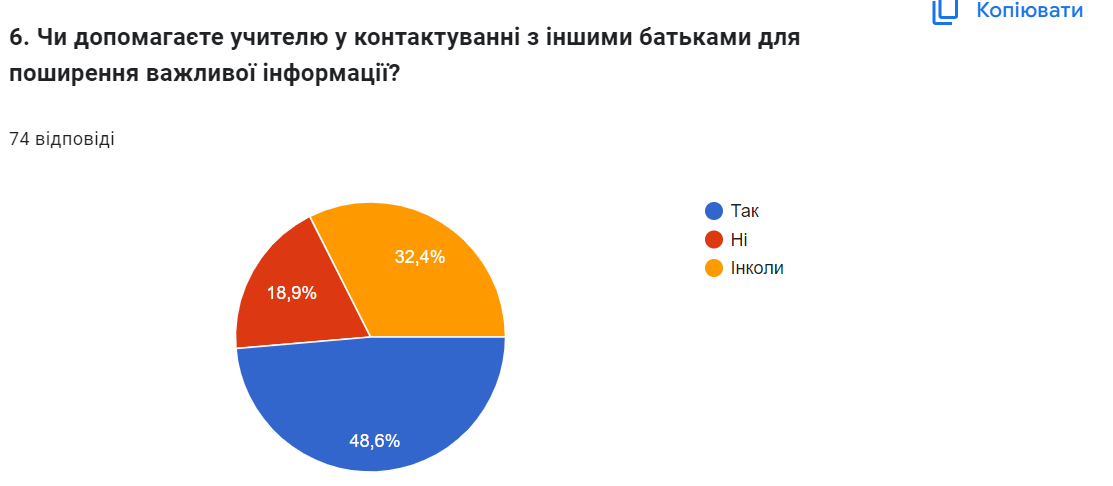 Копіювати
6. Чи допомагаєте учителю у контактуванні з іншими батьками для
поширення важливої інформації?
74 відповіді
Так
Ні
Інколи
32,4%
18,9%
48,6%